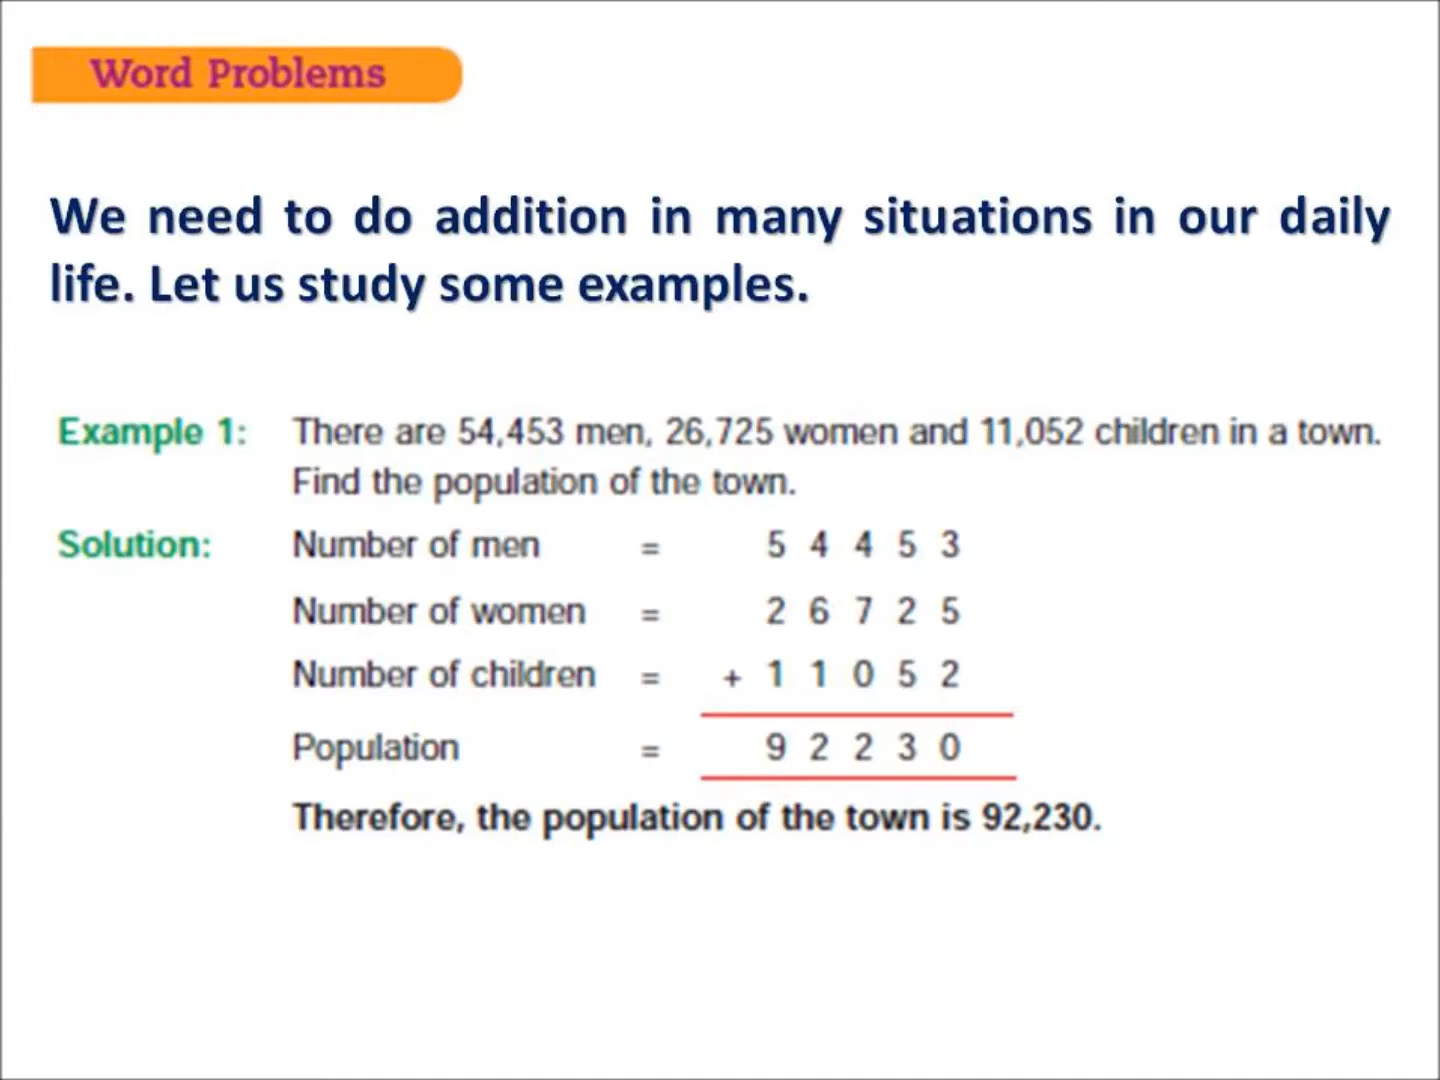 Word Problems
We need to do addition in many situations in our daily
life. Let us study some examples.
Example 1: There are 54,453 men, 26,725 women and 11,052 children in a town.
Find the population of the town.
Solution: Number of men = 5 4 4 5 3
Number of women = 2 6 7 2 5
Number of children = + 1 1 0 5 2
Population = 9 2 2 3 0
Therefore, the population of the town is 92,230.